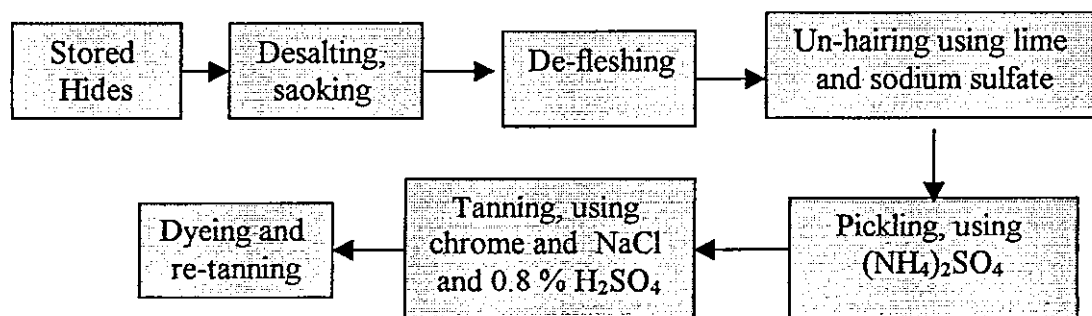 Stored
Hides
Desalting,
saoking
De-fleshing
Un-hairing using lime
and sodium sulfate
Pickling, using
(NH₄)₂SO₄
Tanning, using
chrome and NaCl
and 0.8 % H₂SO₄
Dyeing and
re-tanning